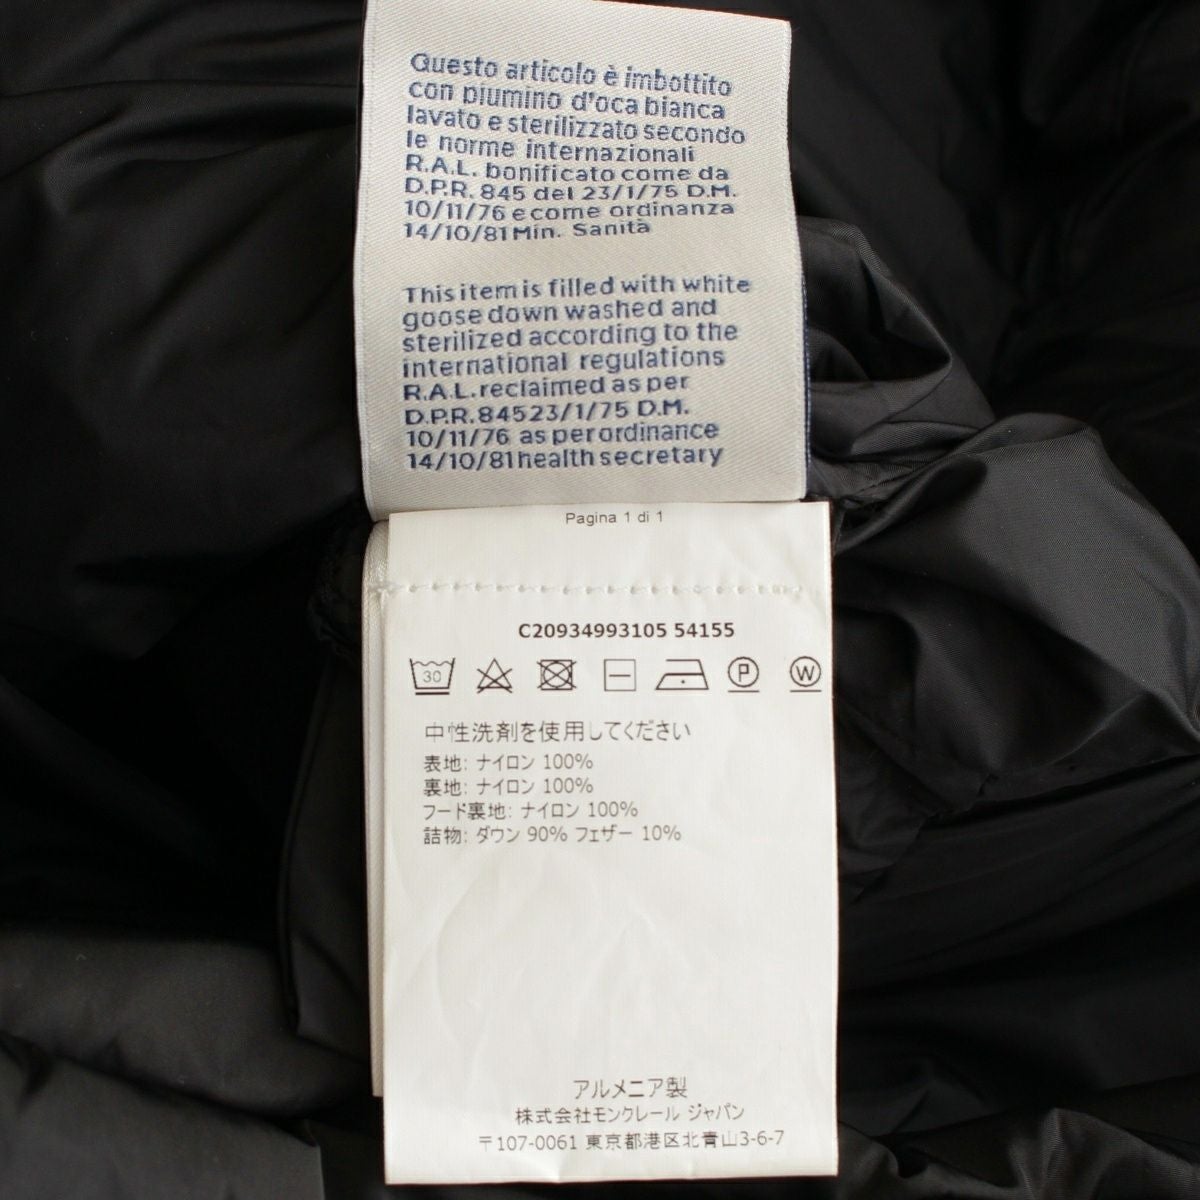 Questo articolo è imbottito
con piumino d'oca bianca
lavato e sterilizzato secondo
le norme internazionali
R.A.L. bonificato come da
D.P.R. 845 del 23/1/75 D.M.
10/11/76 e come ordinanza
14/10/81 Min. Sanità
This item is filled with white
goose down washed and
sterilized according to the
international regulations
R.A.L. reclaimed as per
D.P.R. 845 23/1/75 D.M.
10/11/76 as per ordinance
14/10/81 health secretary
Pagina 1 di 1
C20934993105 54155
30 P W
中性洗剤を使用してください
表地: ナイロン 100%
裏地: ナイロン 100%
フード裏地: ナイロン 100%
詰物: ダウン 90% フェザー 10%
アルメニア製
株式会社モンクレール ジャパン
〒107-0061 東京都港区北青山3-6-7